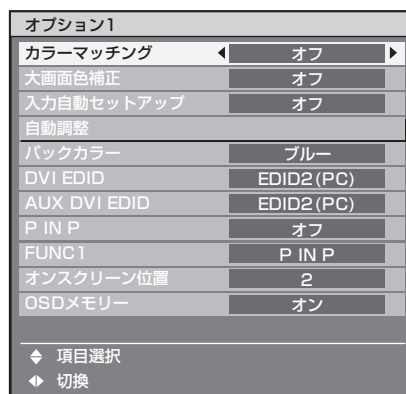 オプション1
カラーマッチング オフ
大画面色補正 オフ
入力自動セットアップ オフ
自動調整
バックカラー ブルー
DVI EDID EDID2(PC)
AUX DVI EDID EDID2(PC)
P IN P オフ
FUNC1 P IN P
オンスクリーン位置 2
OSDメモリー オン
項目選択
切換